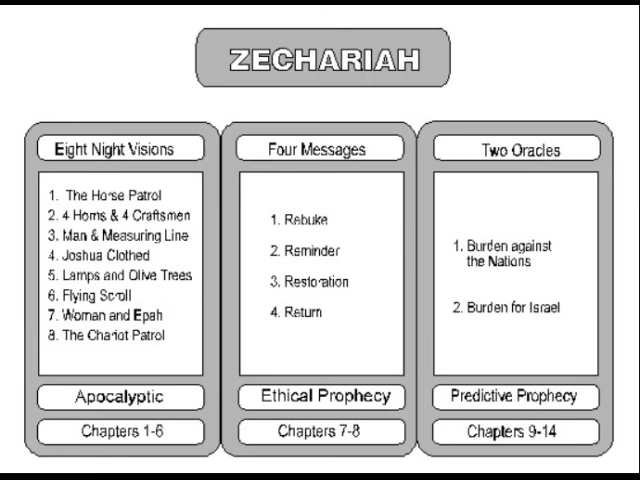 ZECHARIAH
Eight Night Visions
1. The Horse Patrol
2. 4 Horns & 4 Craftsmen
3. Man & Measuring Line
4. Joshua Clothed
5. Lamps and Olive Trees
6. Flying Scroll
7. Woman and Epah
8. The Chariot Patrol
Apocalyptic
Chapters 1-6
Four Messages
1. Rebuke
2. Reminder
3. Restoration
4. Return
Ethical Prophecy
Chapters 7-8
Two Oracles
1. Burden against
the Nations
2. Burden for Israel
Predictive Prophecy
Chapters 9-14